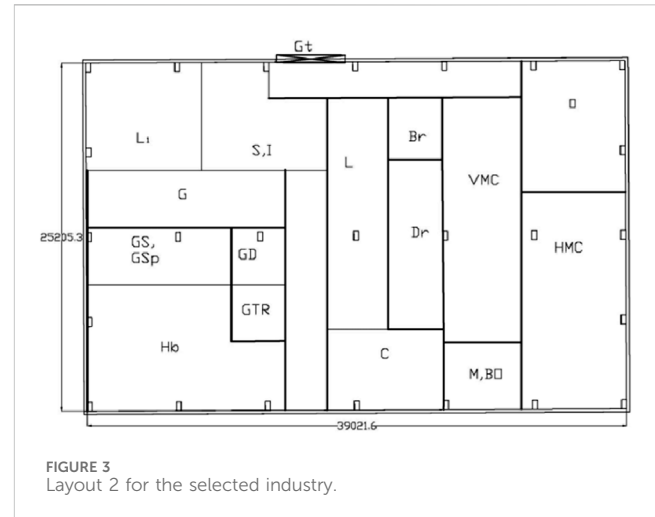 Gt
L₁
S,I
L
Br
VMC
G
25205.3
GS,
GSp
GD
Dr
HMC
GTR
Hb
C
M,BO
39021.6
FIGURE 3
Layout 2 for the selected industry.